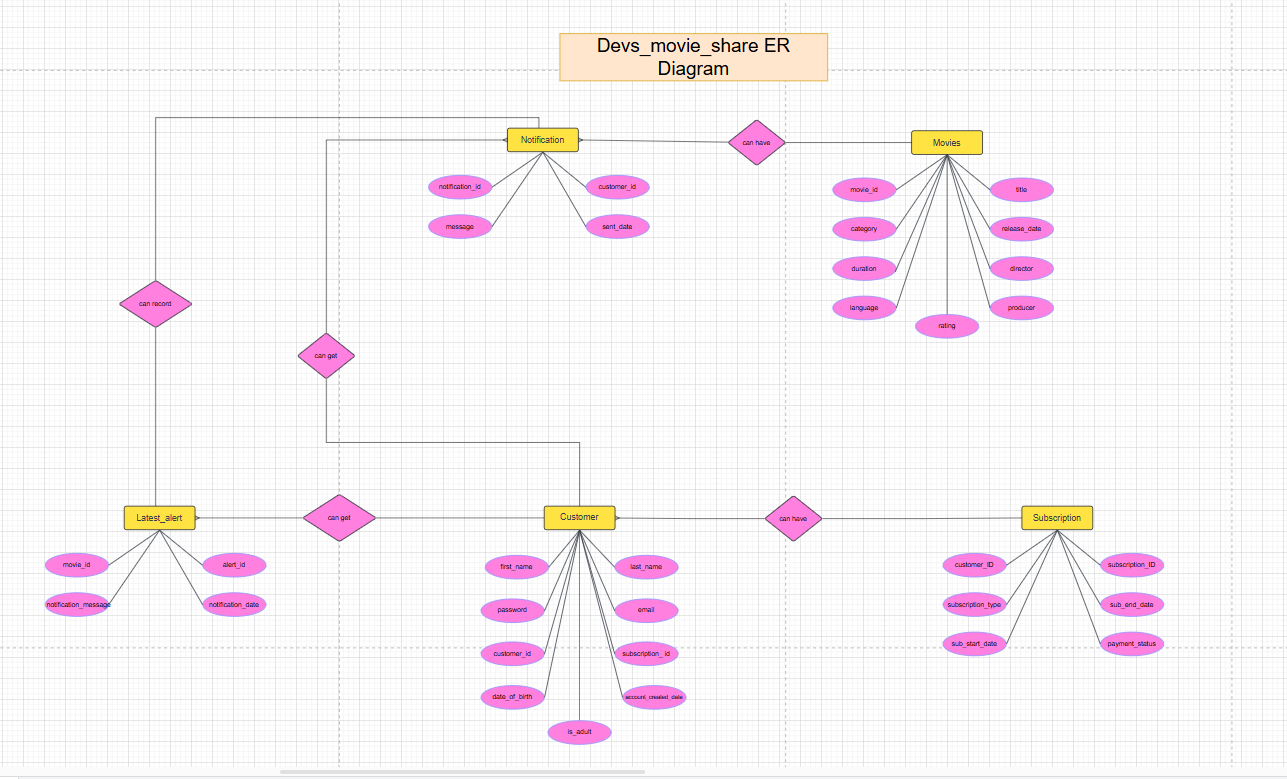 Devs_movie_share ER
Diagram
Notification
can have
Movies
notification_id
customer_id
movie_id
title
message
sent_date
category
release_date
duration
director
can record
language
producer
rating
can get
Latest_alert
can get
Customer
can have
Subscription
movie_id
alert_id
first_name
last_name
customer_ID
subscription_ID
notification_message
notification_date
password
email
subscription_type
sub_end_date
customer_id
subscription_id
sub_start_date
payment_status
date_of_birth
account_created_date
is_adult